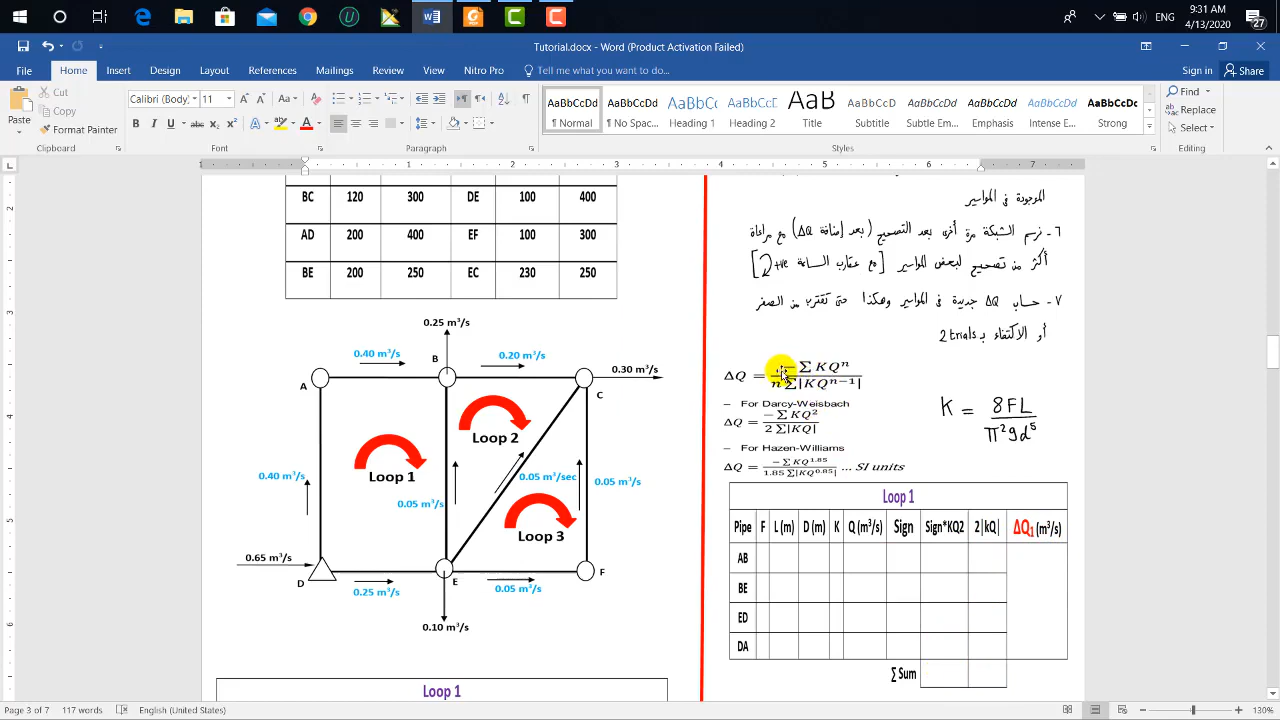 9:01 AM
4/13/2020
27
Tutorial.docx - Word (Product Activation Failed)
File Home Insert Design Layout References Mailings Review View Nitro Pro Tell me what you want to do...
Sign in Share
Paste
Cut
Copy
Format Painter
Clipboard
Calibri (Body) 11
Font
Paragraph
AaBbCcDd AaBbCcDd AaBbCc AaBbCcC AaB AaBbCcD AaBbCcDd AaBbCcDd AaBbCcDd AaBbCcDd
¶ Normal ¶ No Spac... Heading 1 Heading 2 Title Subtitle Subtle Em... Emphasis Intense E... Strong
Styles
Find
Replace
Select
Editing
BC 120 300 DE 100 400
AD 200 400 EF 100 300
BE 200 250 EC 230 250
0.25 m³/s
0.40 m³/s
B
0.20 m³/s
0.30 m³/s
A
C
Loop 2
Loop 1
0.40 m³/s
0.05 m³/sec
0.05 m³/s
0.05 m³/s
Loop 3
0.65 m³/s
D
E
F
0.25 m³/s
0.05 m³/s
0.10 m³/s
Loop 1
الموجودة في المواسير
٦- نرسم الشبكة مرة أخرى بعد التصحيح (بعد إضافة ΔQ) مع مراعاة
أكثر من تصحيح لبعض المواسير [مع عقارب الساعة +ve]
٧- حساب ΔQ جديدة في المواسير وهكذا حتى تقترب من الصفر
أو الاكتفاء بـ 2 trials
ΔQ = − ∑ KQⁿ / n ∑|KQⁿ⁻¹|
– For Darcy-Weisbach
ΔQ = − ∑ KQ² / 2 ∑|KQ|
K = 8FL / π²gd⁵
– For Hazen-Williams
ΔQ = − ∑ KQ^1.85 / 1.85 ∑|KQ^0.85| ... SI units
Loop 1
Pipe F L (m) D (m) K Q (m³/s) Sign Sign*KQ2 2|kQ| ΔQ₁ (m³/s)
AB
BE
ED
DA
∑ Sum
Page 3 of 7 117 words English (United States)
130%